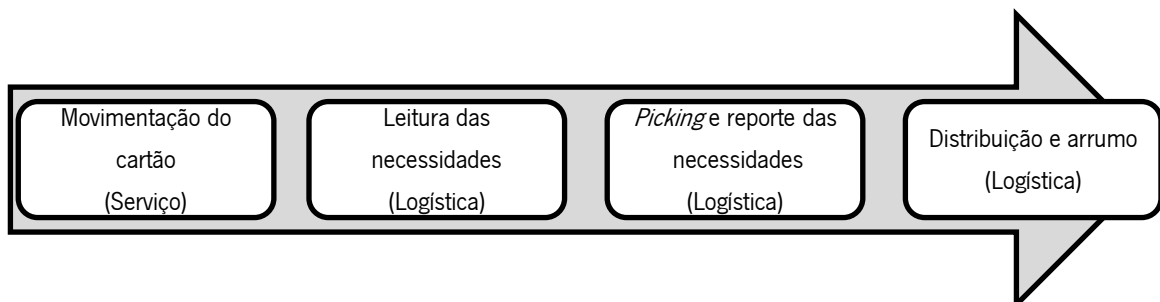 Movimentação do
cartão
(Serviço)
Leitura das
necessidades
(Logística)
Picking e reporte das
necessidades
(Logística)
Distribuição e arrumo
(Logística)